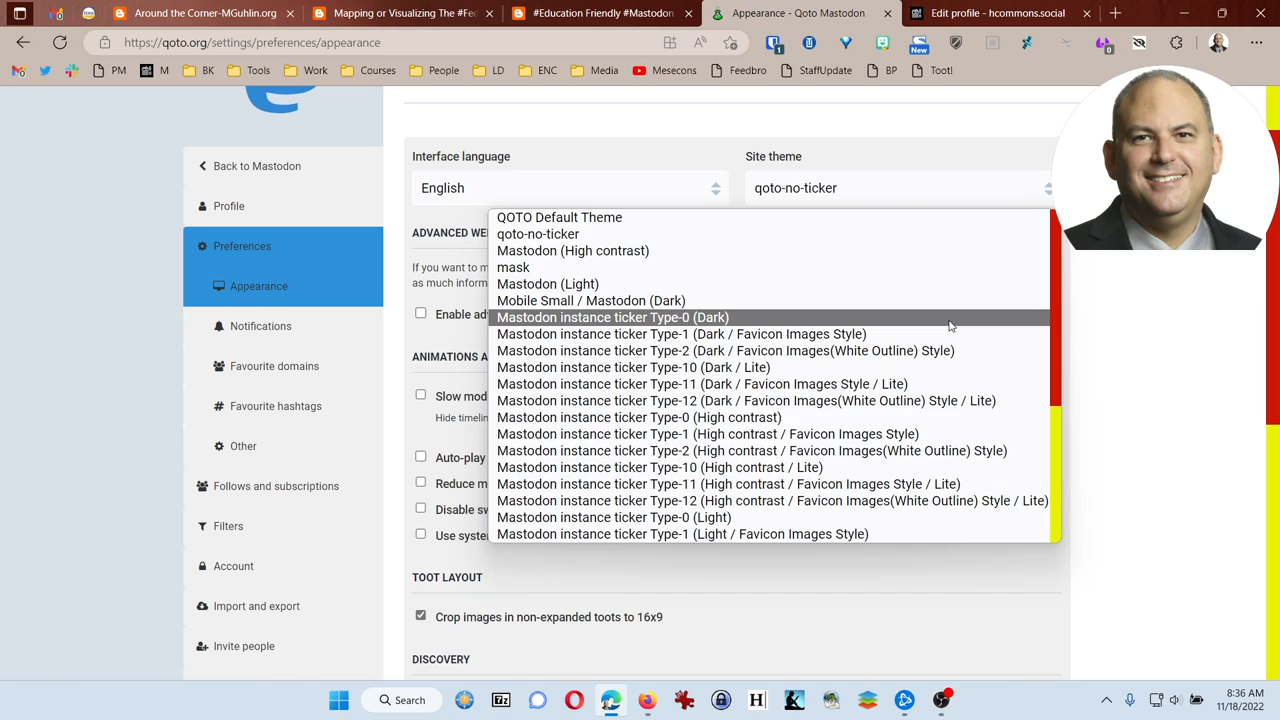 Around the Corner-MGuhlin.org
Mapping or Visualizing The #Fe
#Education Friendly #Mastodon
Appearance - Qoto Mastodon
Edit profile - hcommons.social
https://qoto.org/settings/preferences/appearance
1
New
0
PM
M
BK
Tools
Work
Courses
People
LD
ENC
Media
Mesecons
Feedbro
StaffUpdate
BP
Toot!
Back to Mastodon
Profile
Preferences
Appearance
Notifications
Favourite domains
Favourite hashtags
Other
Follows and subscriptions
Filters
Account
Import and export
Invite people
Interface language
Site theme
English
qoto-no-ticker
ADVANCED WE
If you want to m
as much inform
Enable ad
ANIMATIONS A
Slow mod
Hide timelin
Auto-play
Reduce m
Disable sw
Use syste
QOTO Default Theme
qoto-no-ticker
Mastodon (High contrast)
mask
Mastodon (Light)
Mobile Small / Mastodon (Dark)
Mastodon instance ticker Type-0 (Dark)
Mastodon instance ticker Type-1 (Dark / Favicon Images Style)
Mastodon instance ticker Type-2 (Dark / Favicon Images(White Outline) Style)
Mastodon instance ticker Type-10 (Dark / Lite)
Mastodon instance ticker Type-11 (Dark / Favicon Images Style / Lite)
Mastodon instance ticker Type-12 (Dark / Favicon Images(White Outline) Style / Lite)
Mastodon instance ticker Type-0 (High contrast)
Mastodon instance ticker Type-1 (High contrast / Favicon Images Style)
Mastodon instance ticker Type-2 (High contrast / Favicon Images(White Outline) Style)
Mastodon instance ticker Type-10 (High contrast / Lite)
Mastodon instance ticker Type-11 (High contrast / Favicon Images Style / Lite)
Mastodon instance ticker Type-12 (High contrast / Favicon Images(White Outline) Style / Lite)
Mastodon instance ticker Type-0 (Light)
Mastodon instance ticker Type-1 (Light / Favicon Images Style)
TOOT LAYOUT
Crop images in non-expanded toots to 16x9
DISCOVERY
Search
8:36 AM
11/18/2022